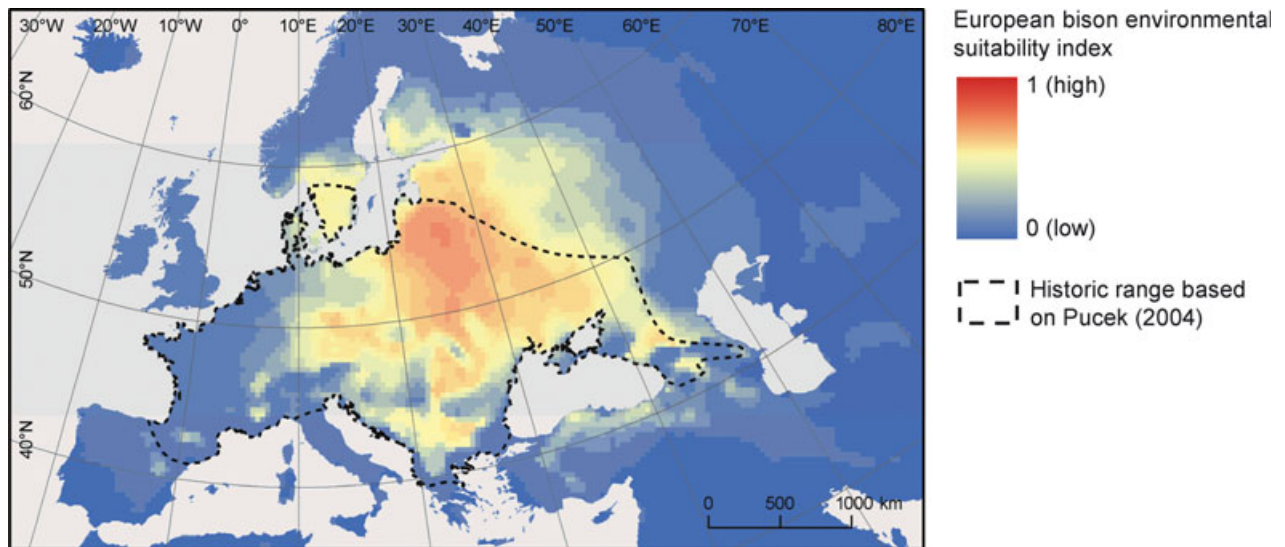 30°W 20°W 10°W 0° 10°E 20°E 30°E 40°E 50°E 60°E 70°E 80°E
60°N
50°N
40°N
0 500 1000 km
European bison environmental
suitability index
1 (high)
0 (low)
Historic range based
on Pucek (2004)